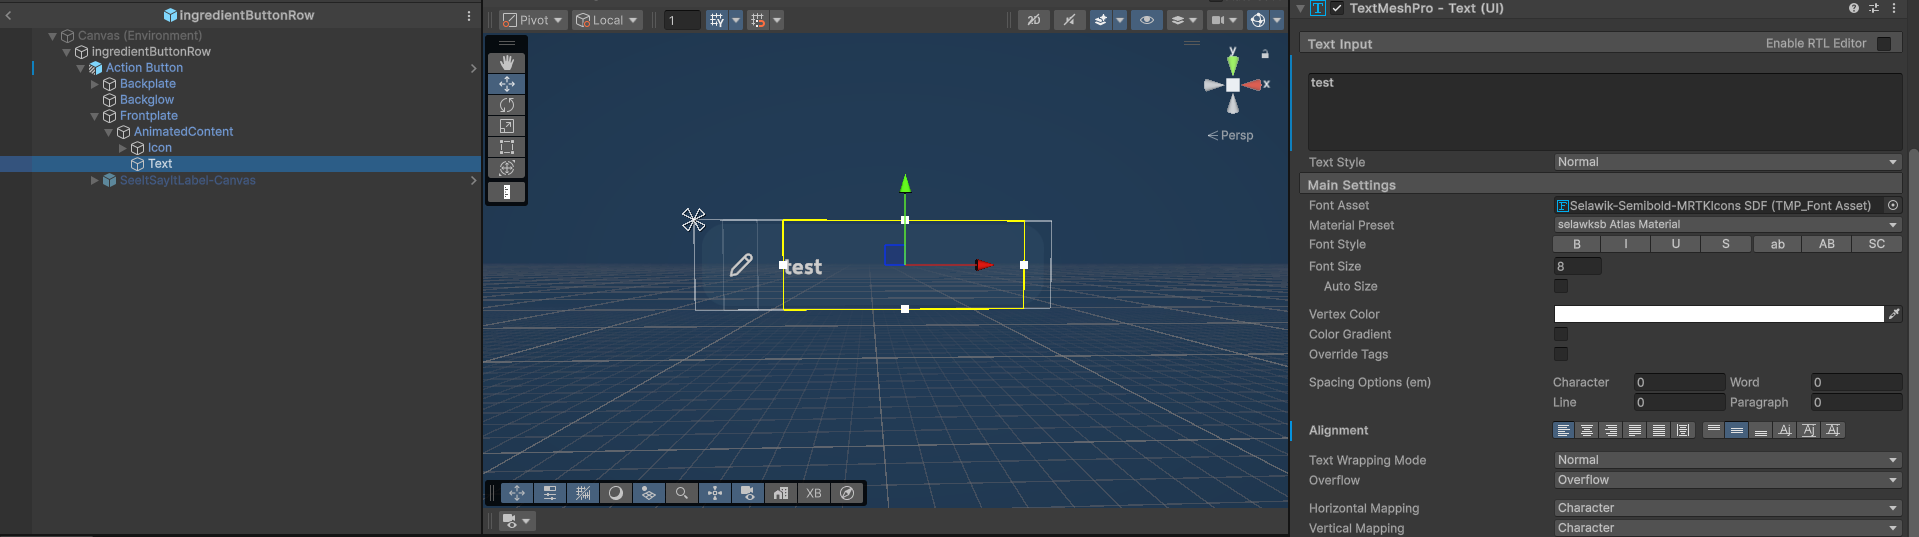 ingredientButtonRow
Canvas (Environment)
ingredientButtonRow
Action Button
Backplate
Backglow
Frontplate
AnimatedContent
Icon
Text
SeeItSayItLabel-Canvas
Pivot
Local
1
2D
y
x
Persp
test
XB
TextMeshPro - Text (UI)
Text Input
Enable RTL Editor
test
Text Style
Normal
Main Settings
Font Asset
Selawik-Semibold-MRTKIcons SDF (TMP_Font Asset)
Material Preset
selawksb Atlas Material
Font Style
B I U S ab AB SC
Font Size
8
Auto Size
Vertex Color
Color Gradient
Override Tags
Spacing Options (em)
Character 0 Word 0
Line 0 Paragraph 0
Alignment
Text Wrapping Mode
Normal
Overflow
Overflow
Horizontal Mapping
Character
Vertical Mapping
Character